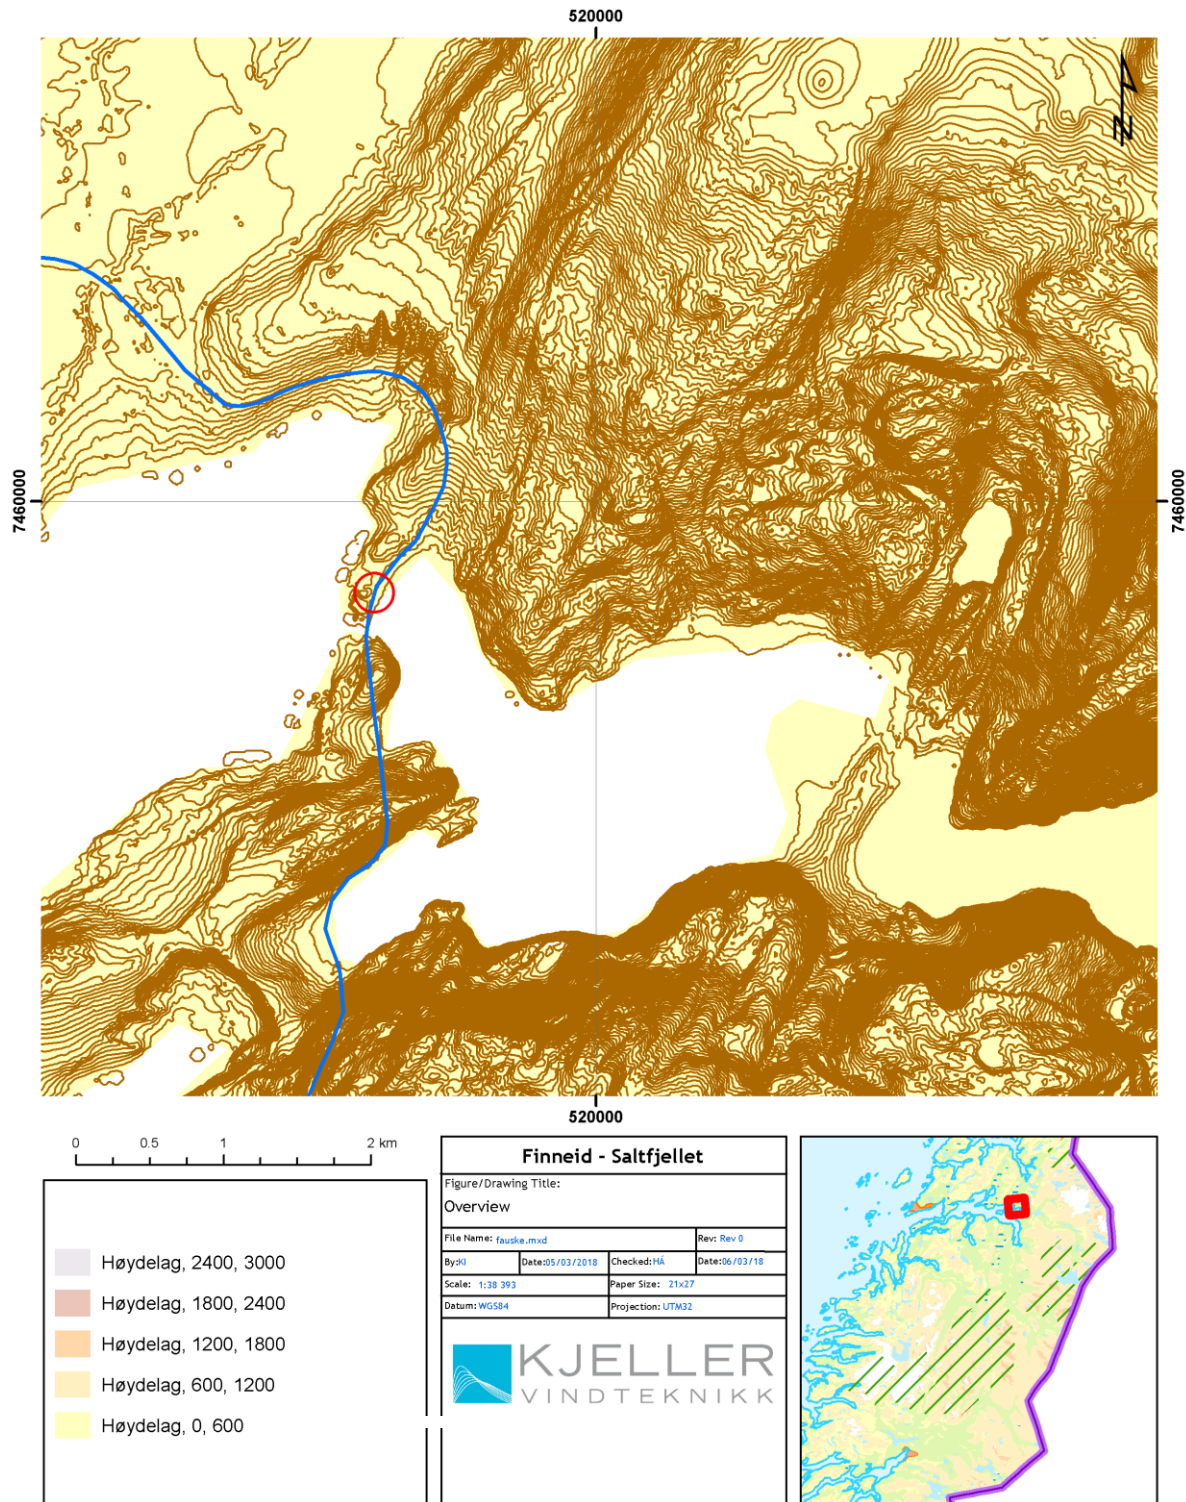 520000
N
7460000
7460000
520000
0 0.5 1 2 km
Finneid - Saltfjellet
Figure/Drawing Title:
Overview
File Name: fauske.mxd Rev: Rev 0
By:KI Date:05/03/2018 Checked:HÅ Date:06/03/18
Scale: 1:38 393 Paper Size: 21x27
Datum: WGS84 Projection: UTM32
KJELLER
VINDTEKNIKK
Høydelag, 2400, 3000
Høydelag, 1800, 2400
Høydelag, 1200, 1800
Høydelag, 600, 1200
Høydelag, 0, 600